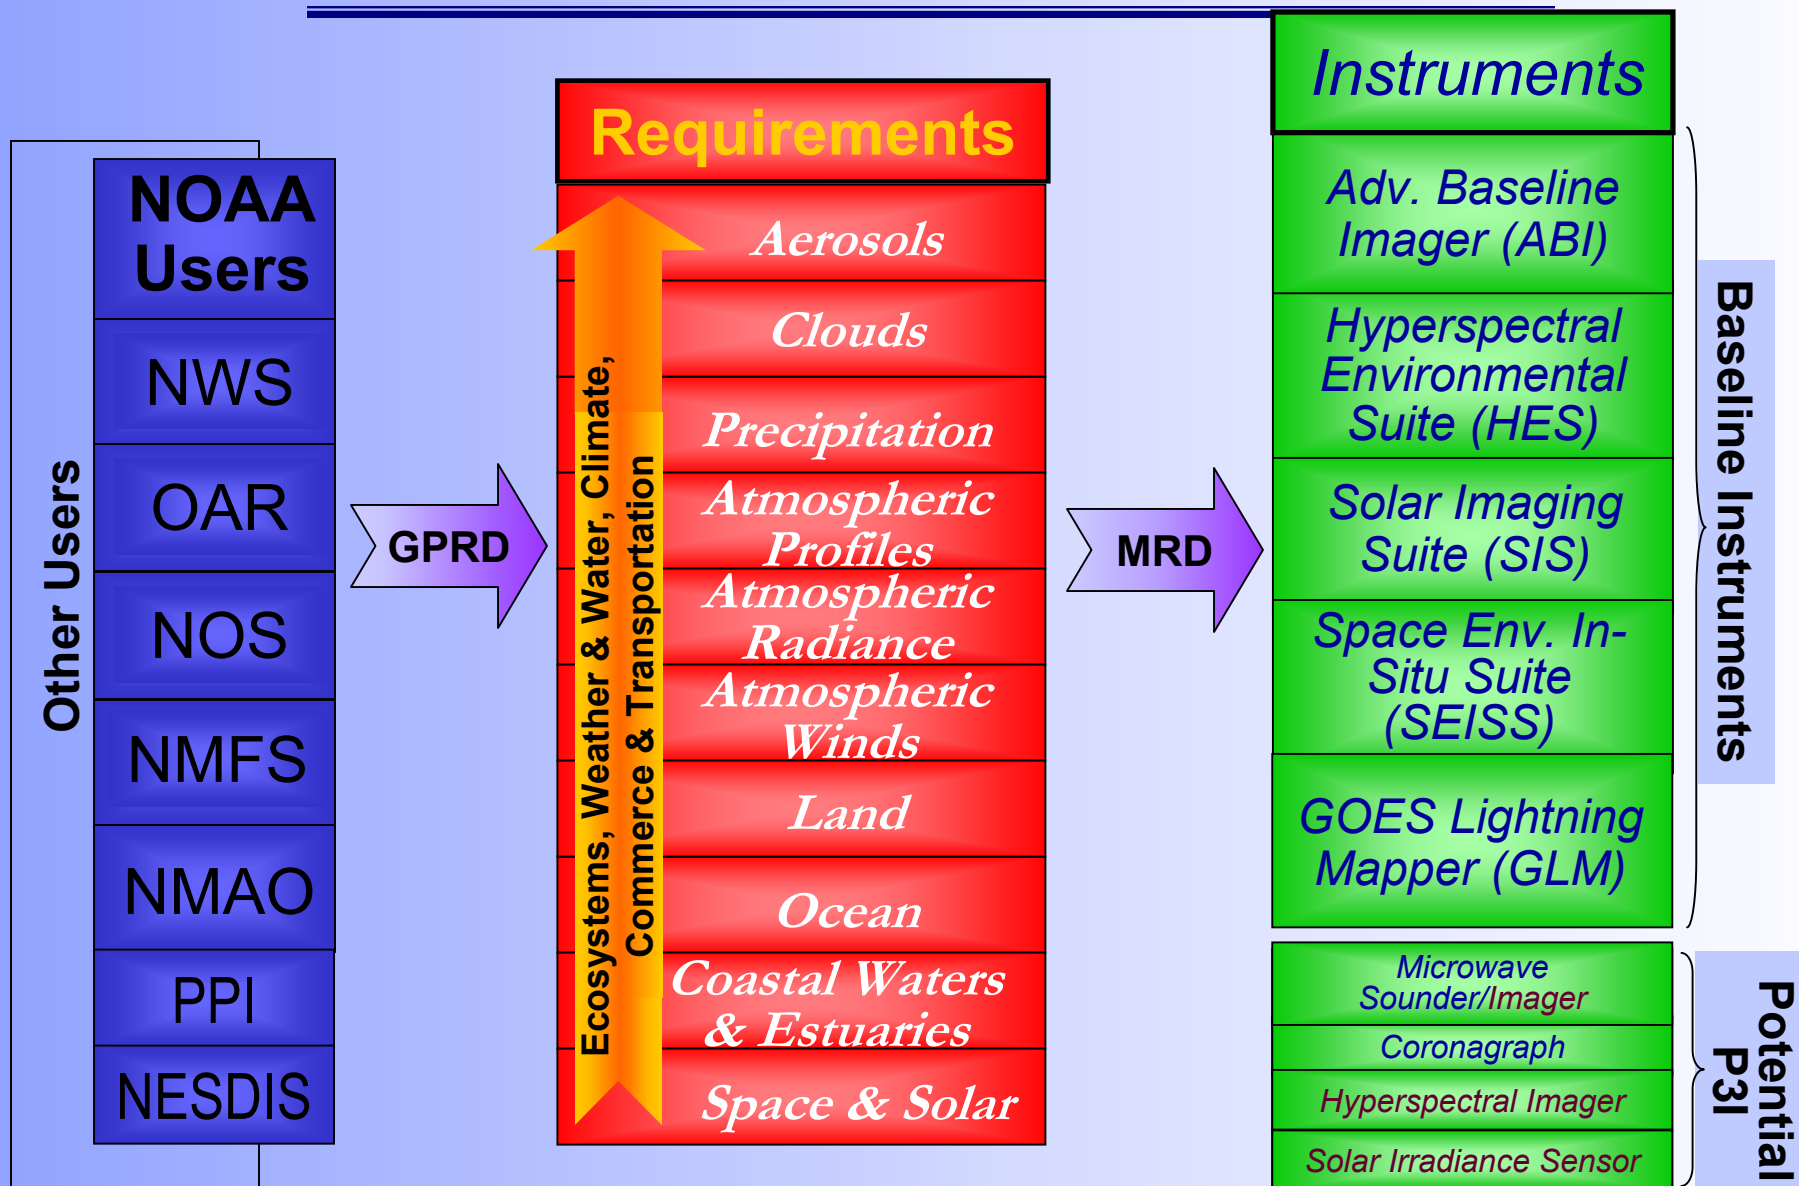 Other Users
NOAA
Users
NWS
OAR
NOS
NMFS
NMAO
PPI
NESDIS
GPRD
Requirements
Ecosystems, Weather & Water, Climate,
Commerce & Transportation
Aerosols
Clouds
Precipitation
Atmospheric
Profiles
Atmospheric
Radiance
Atmospheric
Winds
Land
Ocean
Coastal Waters
& Estuaries
Space & Solar
MRD
Instruments
Adv. Baseline
Imager (ABI)
Hyperspectral
Environmental
Suite (HES)
Solar Imaging
Suite (SIS)
Space Env. In-
Situ Suite
(SEISS)
GOES Lightning
Mapper (GLM)
Baseline Instruments
Microwave
Sounder/Imager
Coronagraph
Hyperspectral Imager
Solar Irradiance Sensor
Potential
P3I